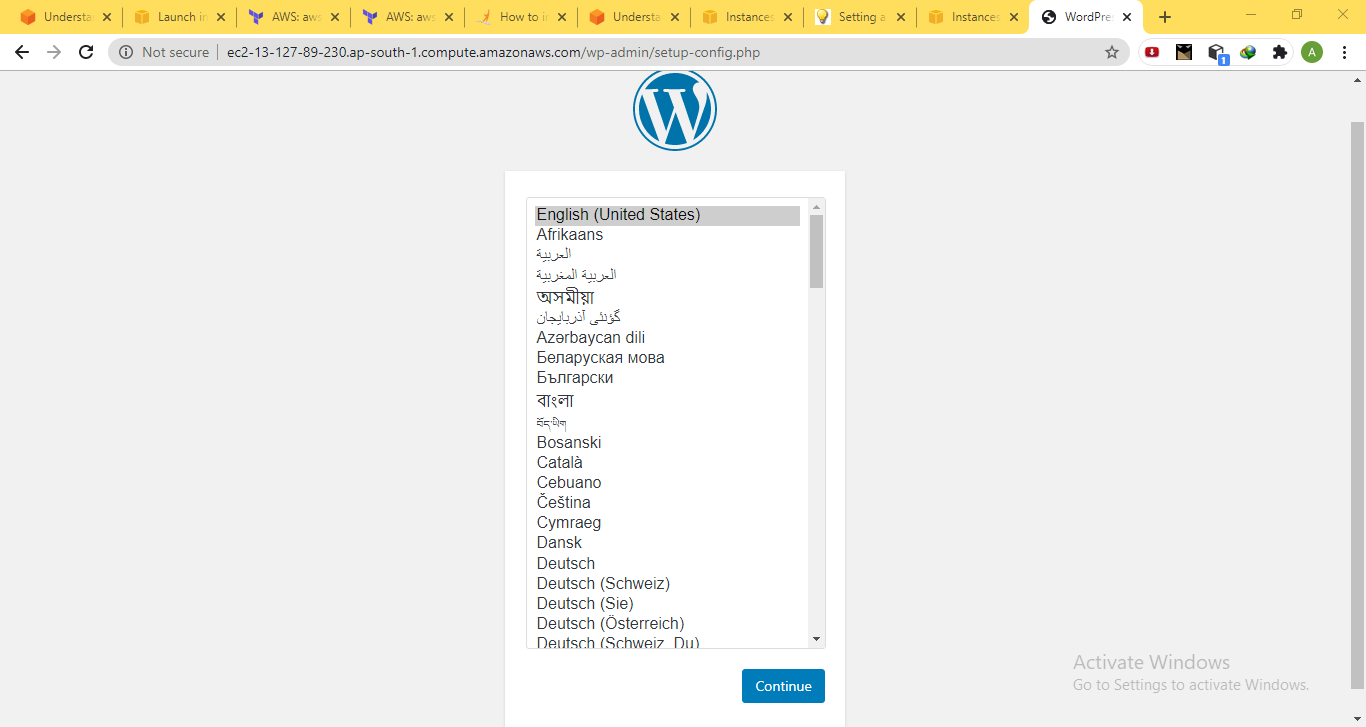 Understa
Launch in
AWS: aws
AWS: aws
How to in
Understa
Instances
Setting a
Instances
WordPres
Not secure
ec2-13-127-89-230.ap-south-1.compute.amazonaws.com/wp-admin/setup-config.php
1
A
W
English (United States)
Afrikaans
العربية
العربية المغربية
অসমীয়া
گؤنئی آذربایجان
Azərbaycan dili
Беларуская мова
Български
বাংলা
བོད་ཡིག
Bosanski
Català
Cebuano
Čeština
Cymraeg
Dansk
Deutsch
Deutsch (Schweiz)
Deutsch (Sie)
Deutsch (Österreich)
Deutsch (Schweiz, Du)
Continue
Activate Windows
Go to Settings to activate Windows.